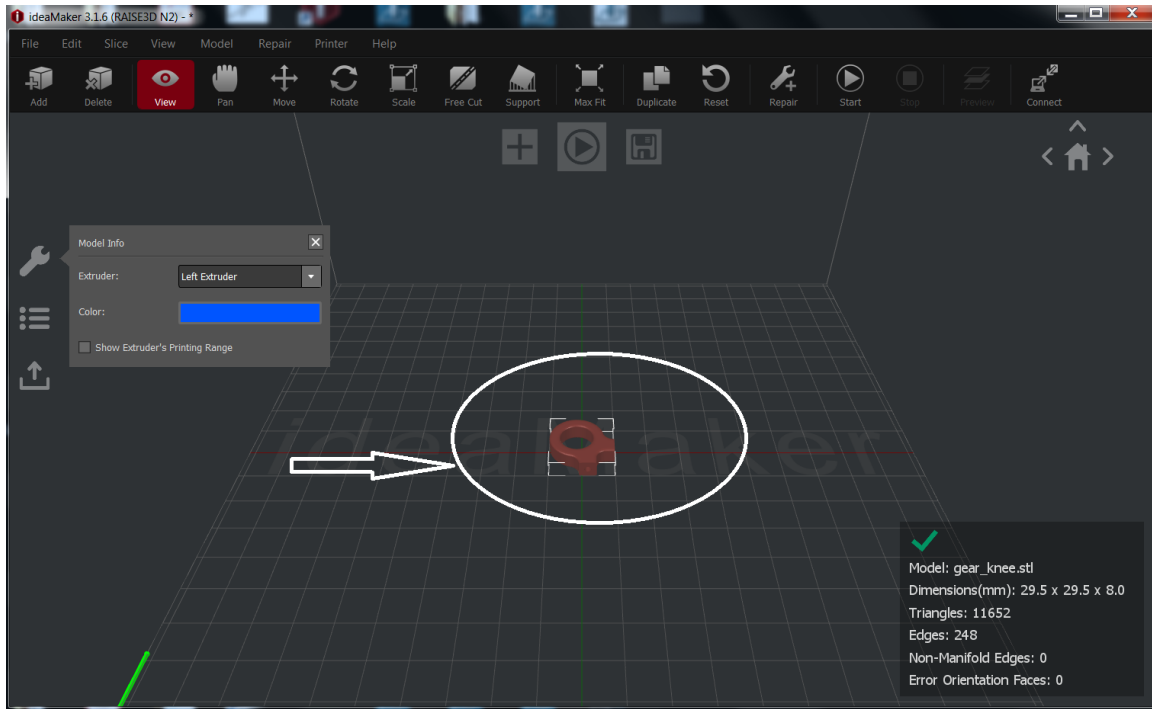 ideaMaker 3.1.6 (RAISE3D N2) - *
File Edit Slice View Model Repair Printer Help
Add Delete View Pan Move Rotate Scale Free Cut Support Max Fit Duplicate Reset Repair Start Stop Preview Connect
Model Info
Extruder: Left Extruder
Color:
Show Extruder's Printing Range
ideaMaker
Model: gear_knee.stl
Dimensions(mm): 29.5 x 29.5 x 8.0
Triangles: 11652
Edges: 248
Non-Manifold Edges: 0
Error Orientation Faces: 0